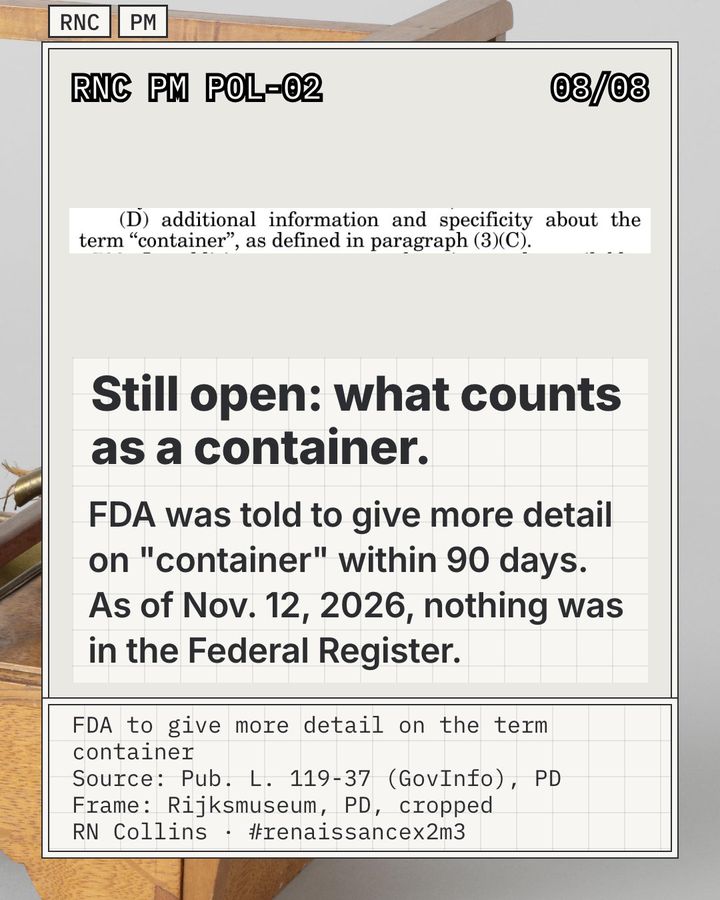 RNC PM
RNC PM POL-02 08/08
(D) additional information and specificity about the
term “container”, as defined in paragraph (3)(C).
Still open: what counts
as a container.
FDA was told to give more detail
on "container" within 90 days.
As of Nov. 12, 2026, nothing was
in the Federal Register.
FDA to give more detail on the term
container
Source: Pub. L. 119-37 (GovInfo), PD
Frame: Rijksmuseum, PD, cropped
RN Collins · #renaissancex2m3